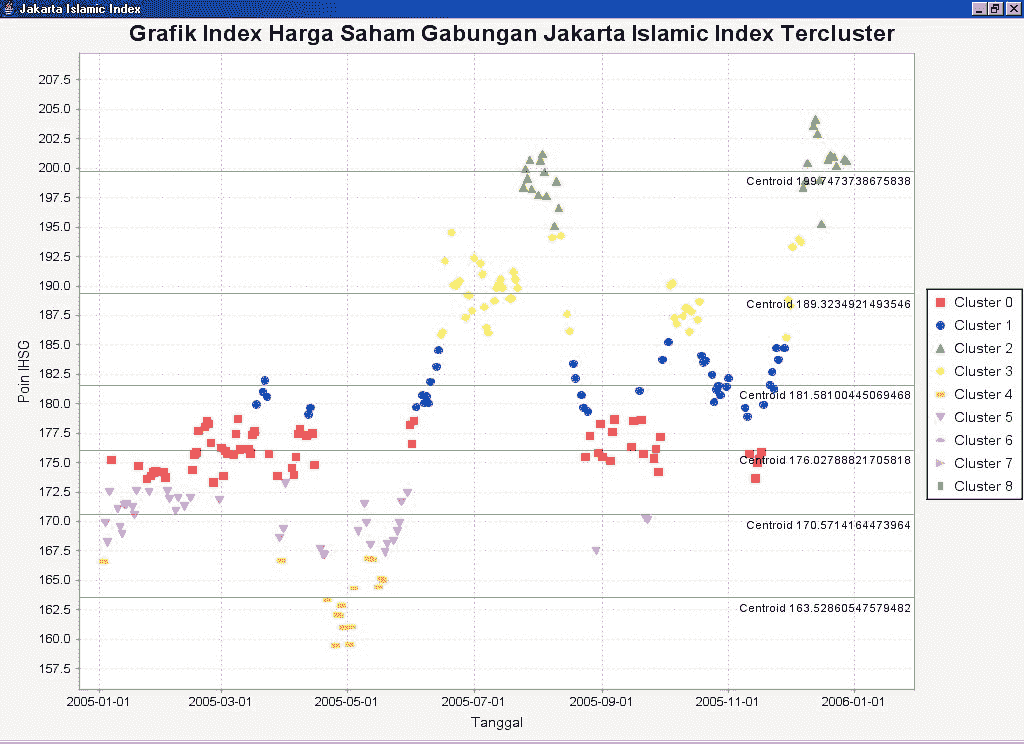 Jakarta Islamic Index
Grafik Index Harga Saham Gabungan Jakarta Islamic Index Tercluster
Poin IHSG
207.5
205.0
202.5
200.0
197.5
195.0
192.5
190.0
187.5
185.0
182.5
180.0
177.5
175.0
172.5
170.0
167.5
165.0
162.5
160.0
157.5
Centroid 199.7473738675838
Centroid 189.3234921493546
Centroid 181.58100445069468
Centroid 176.02788821705818
Centroid 170.5714164473964
Centroid 163.52860547579482
Cluster 0
Cluster 1
Cluster 2
Cluster 3
Cluster 4
Cluster 5
Cluster 6
Cluster 7
Cluster 8
2005-01-01 2005-03-01 2005-05-01 2005-07-01 2005-09-01 2005-11-01 2006-01-01
Tanggal